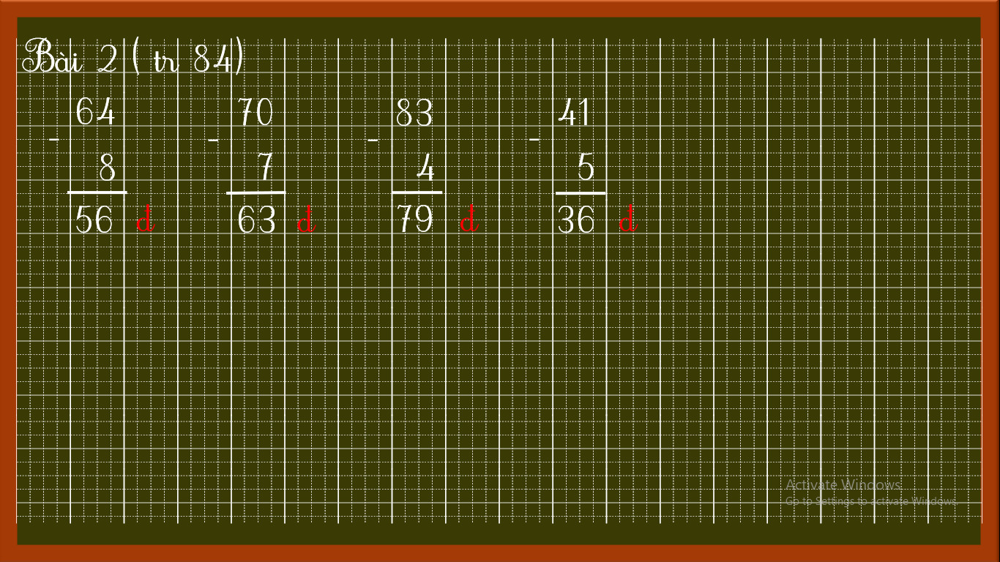 Bài 2 ( tr 84)
64 70 83 41
- - - -
8 7 4 5
56 đ 63 đ 79 đ 36 đ
Activate Windows
Go to Settings to activate Windows.